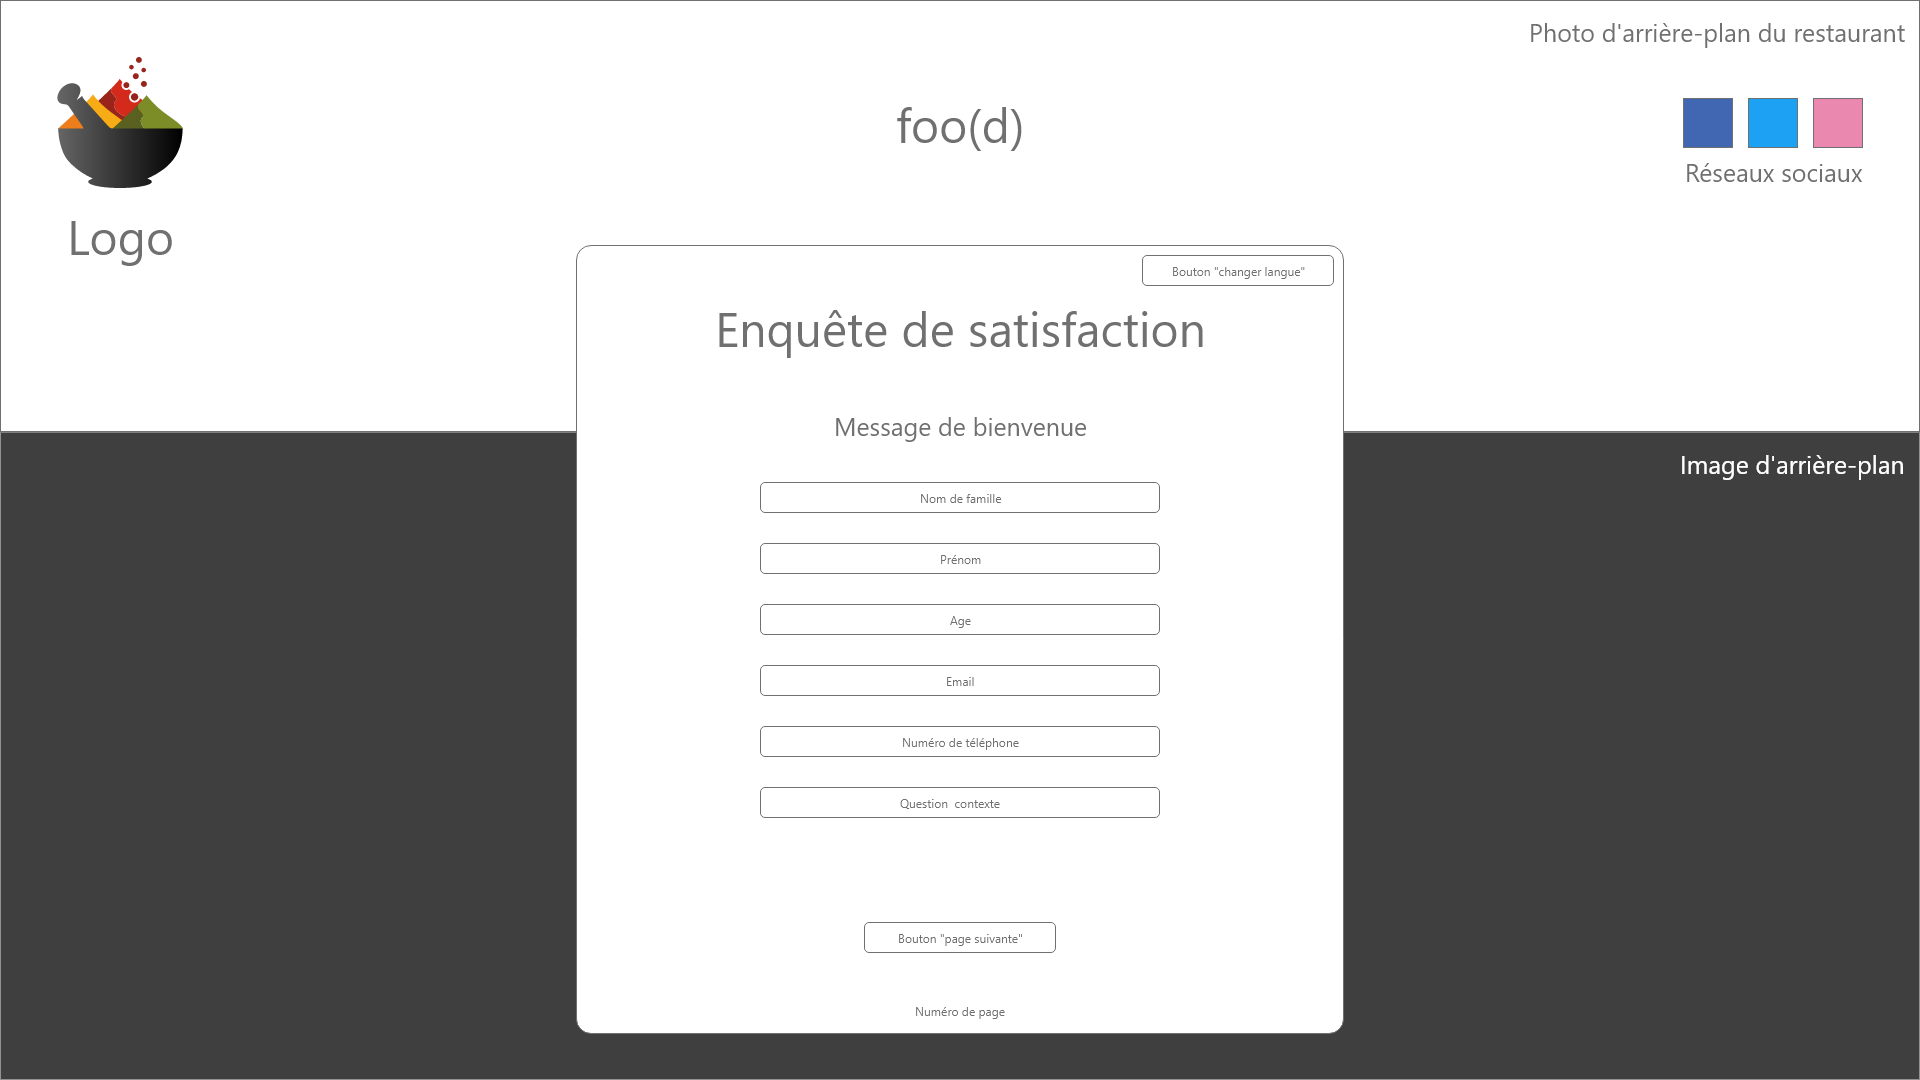 Photo d'arrière-plan du restaurant
foo(d)
Réseaux sociaux
Logo
Bouton "changer langue"
Enquête de satisfaction
Message de bienvenue
Image d'arrière-plan
Nom de famille
Prénom
Age
Email
Numéro de téléphone
Question  contexte
Bouton "page suivante"
Numéro de page